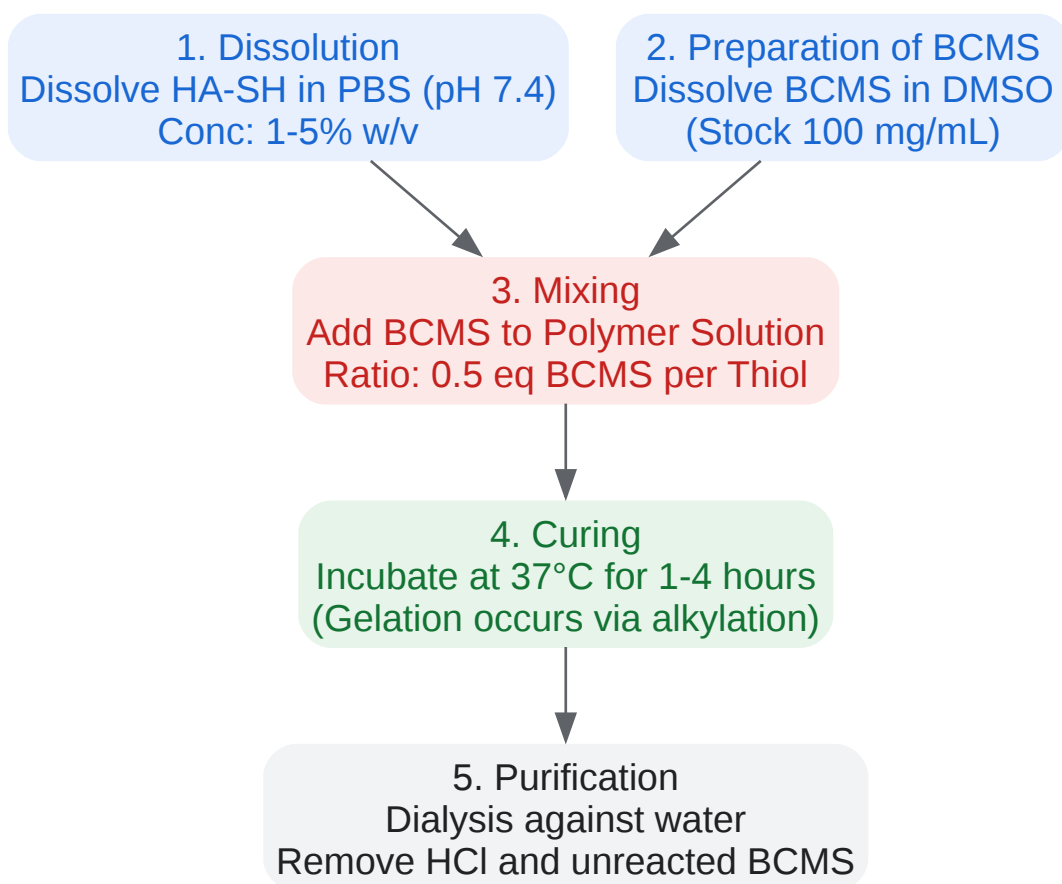 1. Dissolution
Dissolve HA-SH in PBS (pH 7.4)
Conc: 1-5% w/v
2. Preparation of BCMS
Dissolve BCMS in DMSO
(Stock 100 mg/mL)
3. Mixing
Add BCMS to Polymer Solution
Ratio: 0.5 eq BCMS per Thiol
4. Curing
Incubate at 37°C for 1-4 hours
(Gelation occurs via alkylation)
5. Purification
Dialysis against water
Remove HCl and unreacted BCMS